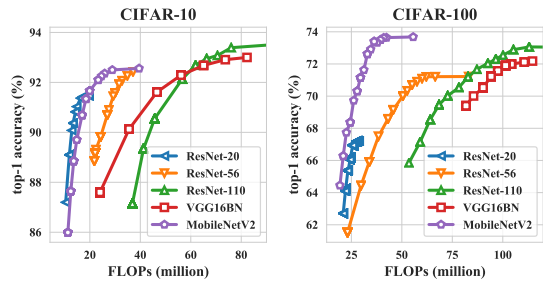 CIFAR-10
top-1 accuracy (%)
94
92
90
88
86
20
40
60
80
FLOPs (million)
ResNet-20
ResNet-56
ResNet-110
VGG16BN
MobileNetV2
CIFAR-100
top-1 accuracy (%)
74
72
70
68
66
64
62
25
50
75
100
FLOPs (million)
ResNet-20
ResNet-56
ResNet-110
VGG16BN
MobileNetV2